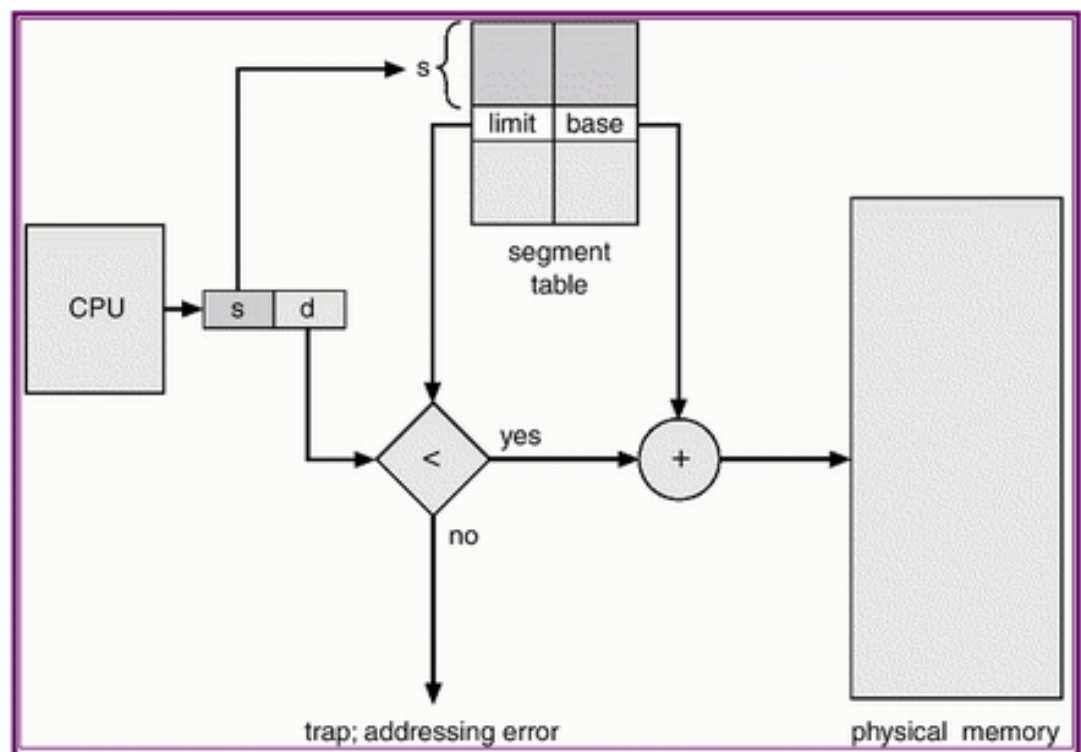 s
limit base
segment
table
CPU
s d
<
yes
+
no
trap; addressing error
physical memory